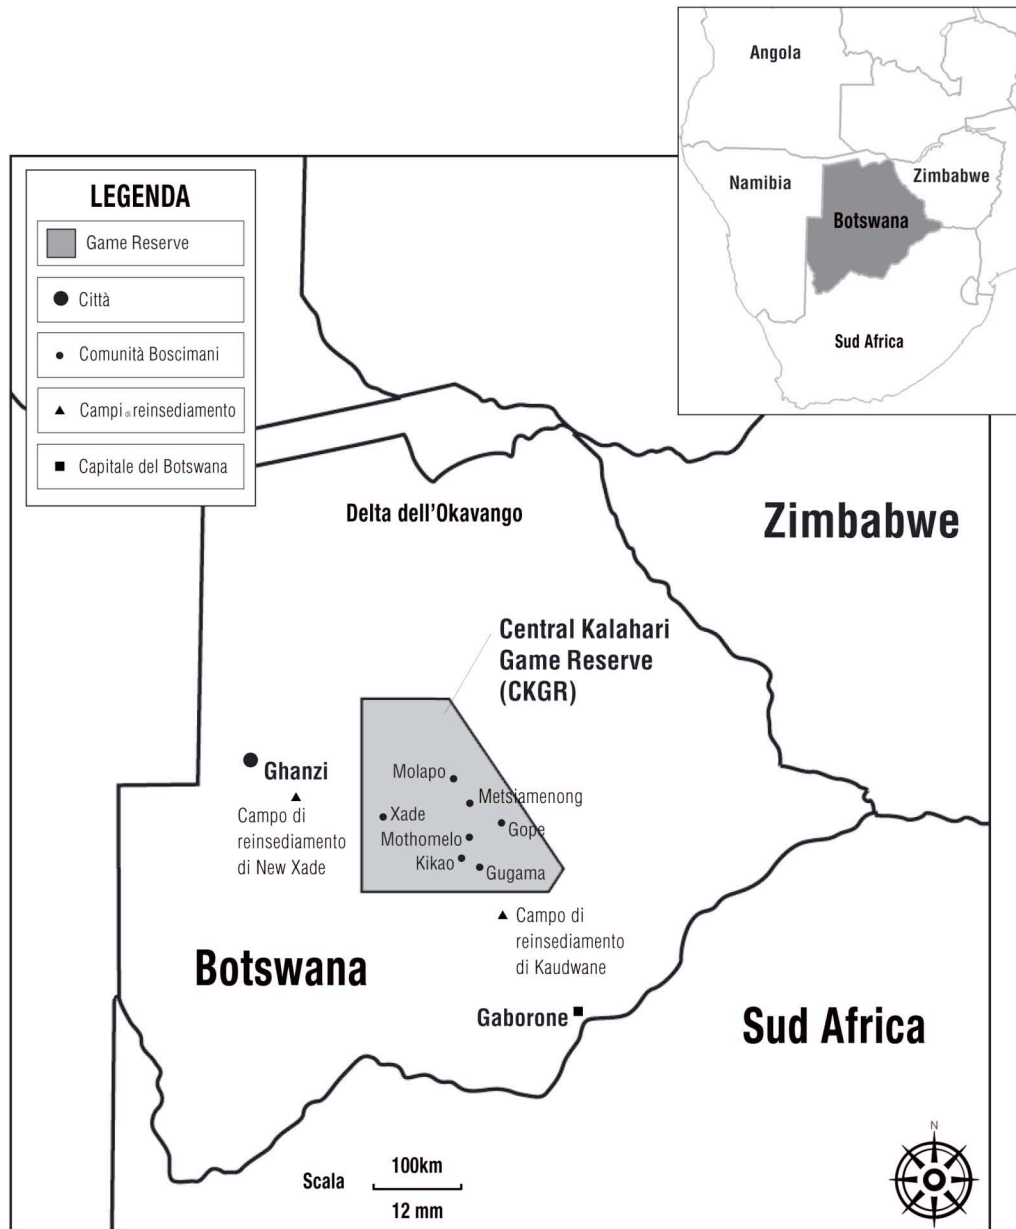 Angola
Namibia
Zimbabwe
Botswana
Sud Africa
LEGENDA
Game Reserve
Città
Comunità Boscimani
Campi di reinsediamento
Capitale del Botswana
Delta dell'Okavango
Zimbabwe
Central Kalahari
Game Reserve
(CKGR)
Ghanzi
Campo di
reinsediamento
di New Xade
Molapo
Metsiamenong
Xade
Gope
Mothomelo
Kikao
Gugama
Campo di
reinsediamento
di Kaudwane
Botswana
Gaborone
Sud Africa
Scala
100km
12 mm
N